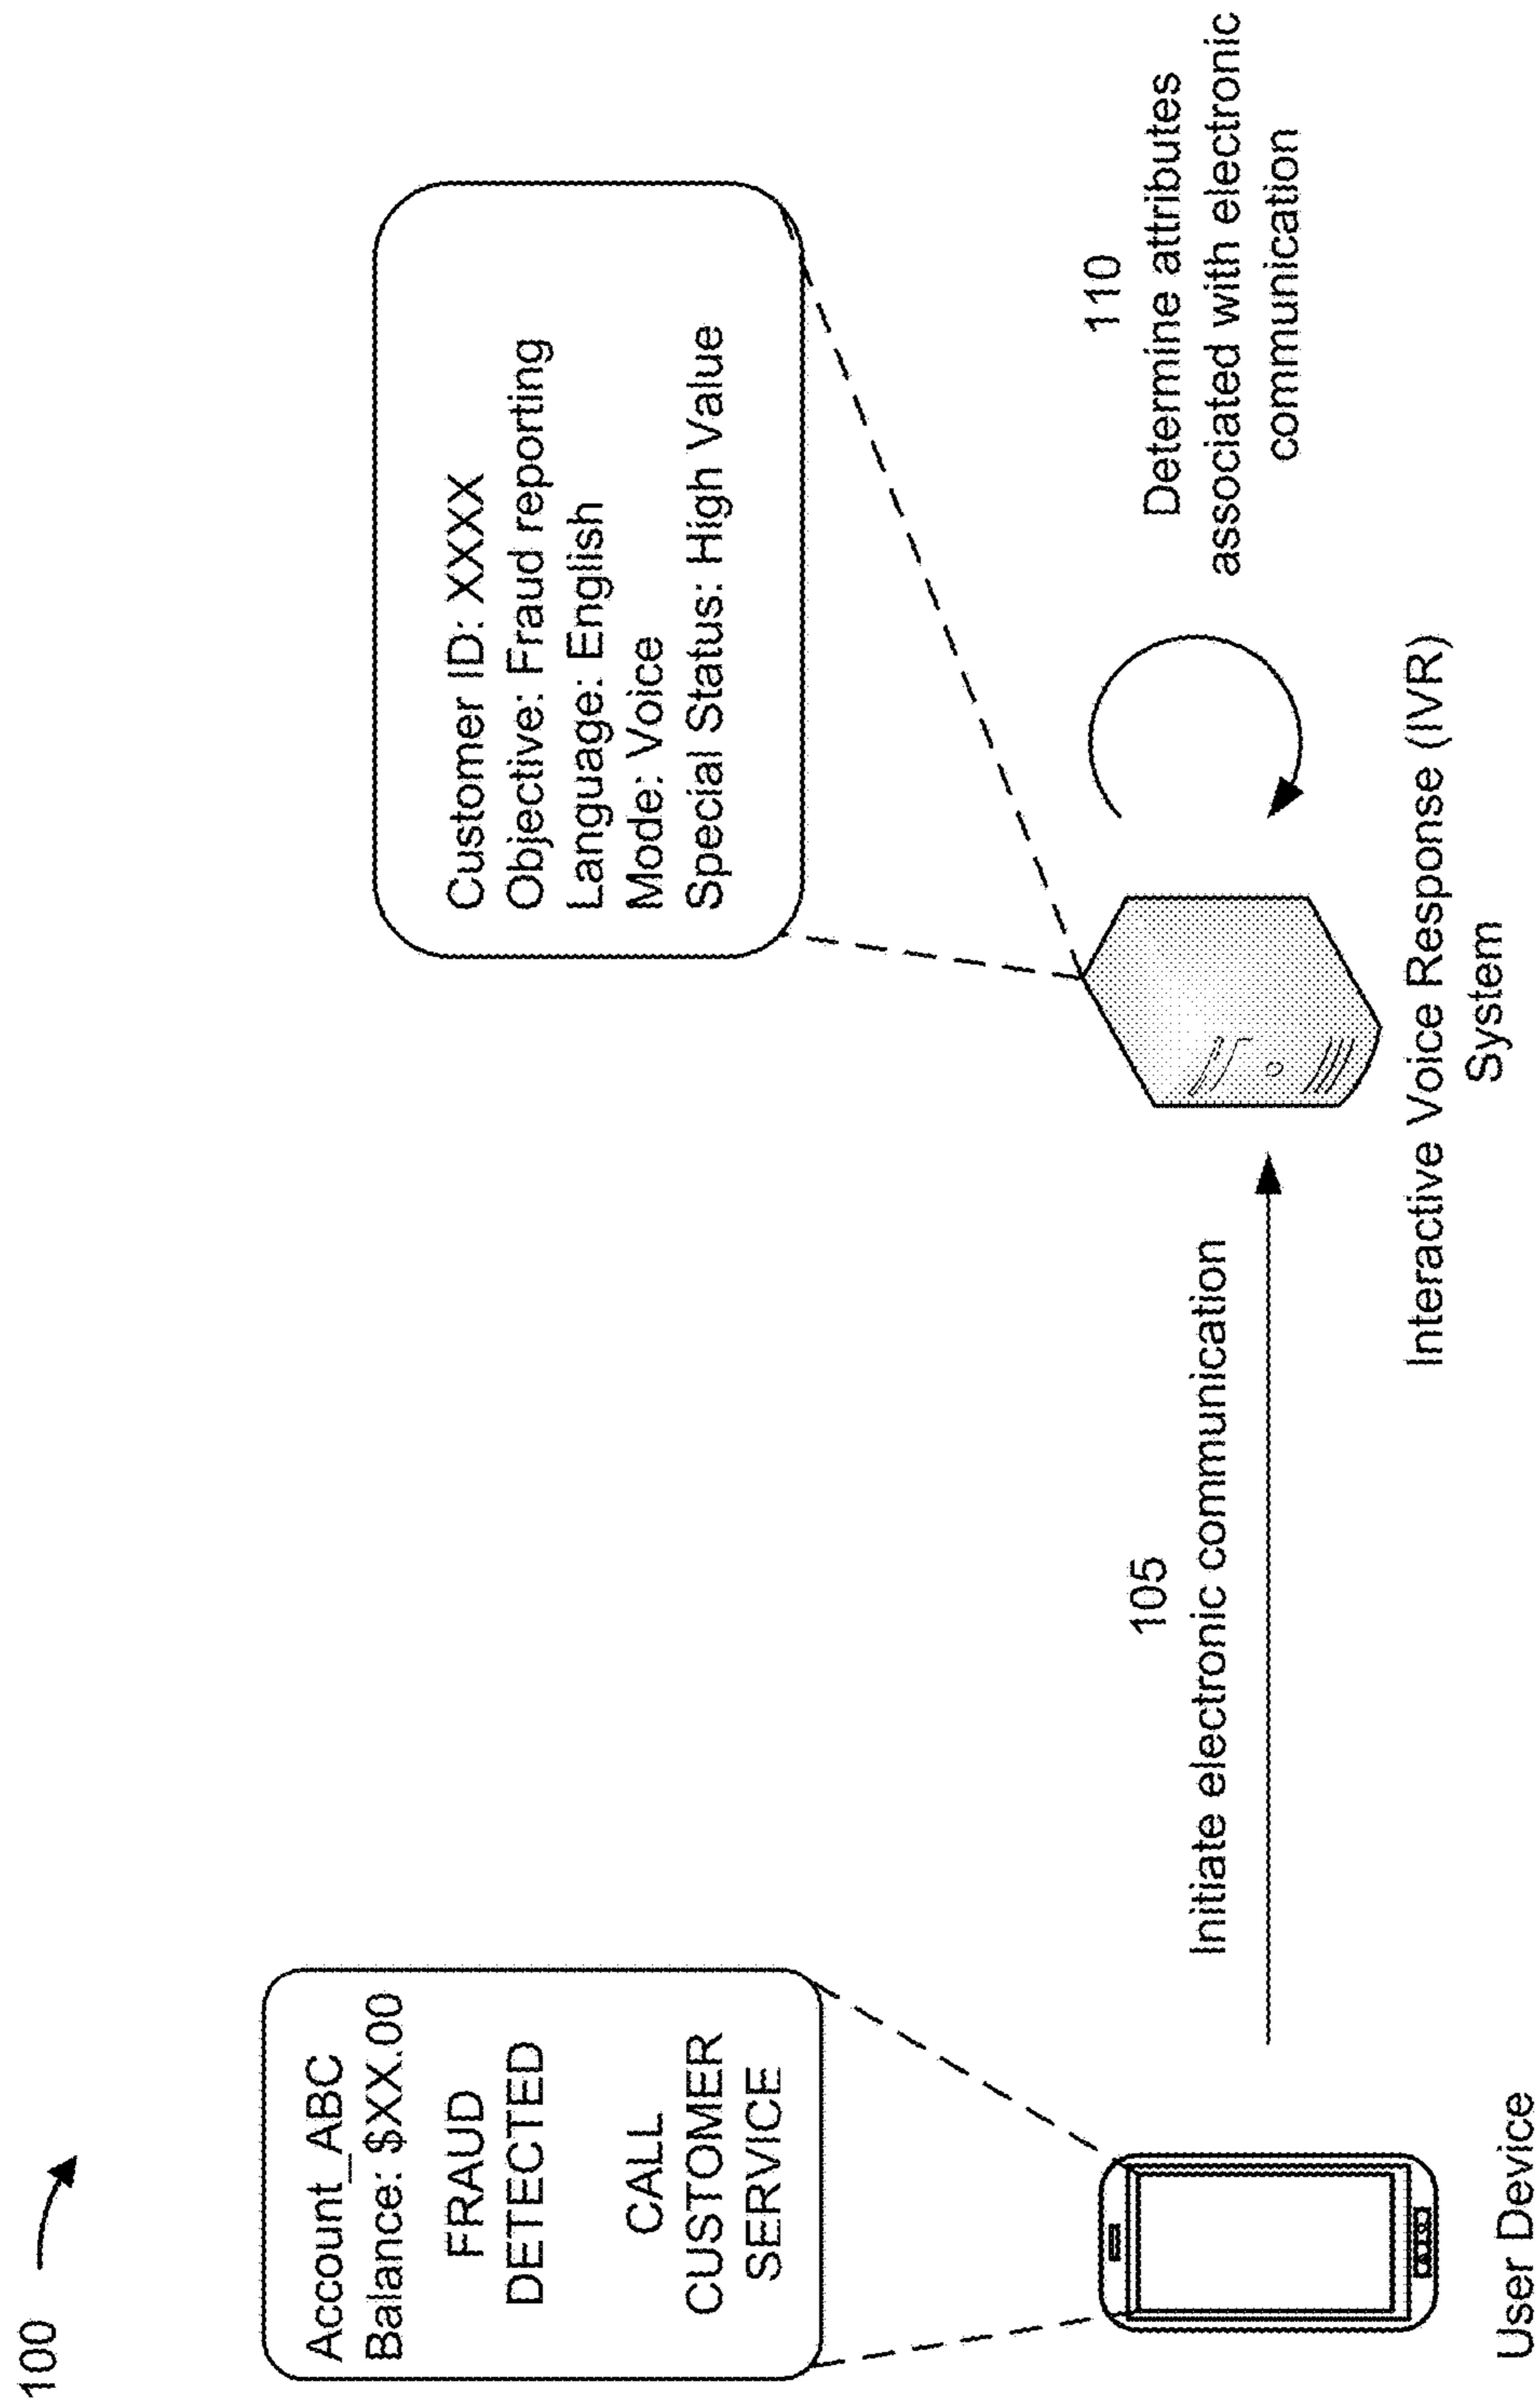 100
Account_ABC
Balance: $XX.00
FRAUD
DETECTED
CALL
CUSTOMER
SERVICE
User Device
105
Initiate electronic communication
Customer ID: XXXX
Objective: Fraud reporting
Language: English
Mode: Voice
Special Status: High Value
Interactive Voice Response (IVR)
System
110
Determine attributes
associated with electronic
communication